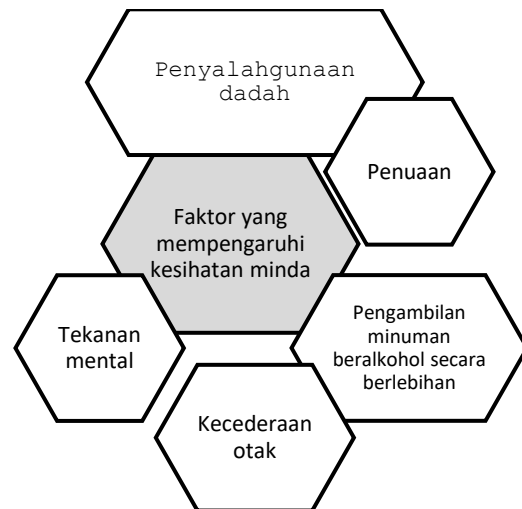 Penyalahgunaan
dadah
Penuaan
Faktor yang
mempengaruhi
kesihatan minda
Pengambilan
minuman
beralkohol secara
berlebihan
Tekanan
mental
Kecederaan
otak